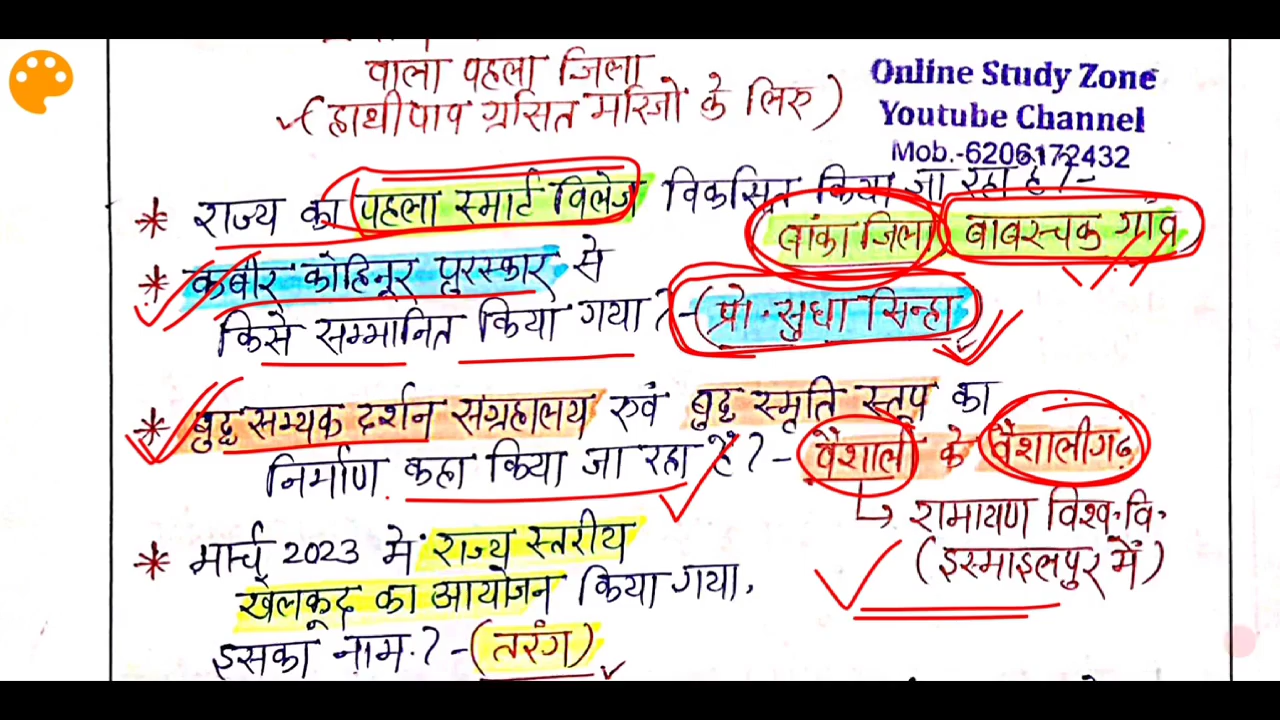 वाला पहला जिला
(हाथीपाव ग्रसित मरिजो के लिए)
Online Study Zone
Youtube Channel
Mob.-6206172432
* राज्य का पहला स्मार्ट विलेज विकसित किया जा रहा है?-
बांका जिला बाबरचक गांव
* कबीर कोहिनूर पुरस्कार से
किसे सम्मानित किया गया?-(प्रो. सुधा सिन्हा)
* बुद्ध सम्यक दर्शन संग्रहालय एवं बुद्ध स्मृति स्तूप का
निर्माण कहा किया जा रहा है?- वैशाली के वैशालीगढ़
↳ रामायण विश्व.वि.
(इस्माइलपुर में)
* मार्च 2023 में राज्य स्तरीय
खेलकूद का आयोजन किया गया,
इसका नाम.?-(तरंग)